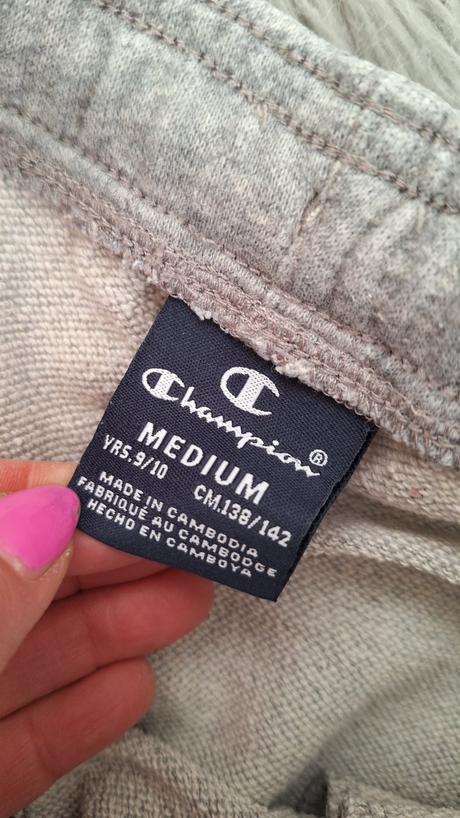 Champion®
MEDIUM
YRS.9/10 CM.138/142
MADE IN CAMBODIA
FABRIQUÉ AU CAMBODGE
HECHO EN CAMBOYA